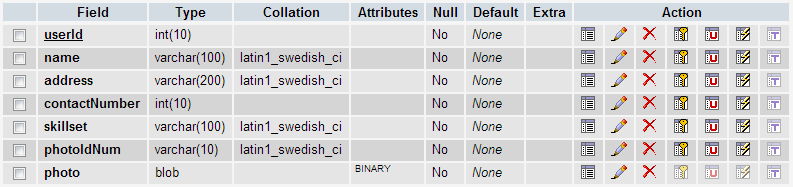 Field Type Collation Attributes Null Default Extra Action
userId int(10) No None
name varchar(100) latin1_swedish_ci No None
address varchar(200) latin1_swedish_ci No None
contactNumber int(10) No None
skillset varchar(100) latin1_swedish_ci No None
photoIdNum varchar(10) latin1_swedish_ci No None
photo blob BINARY No None